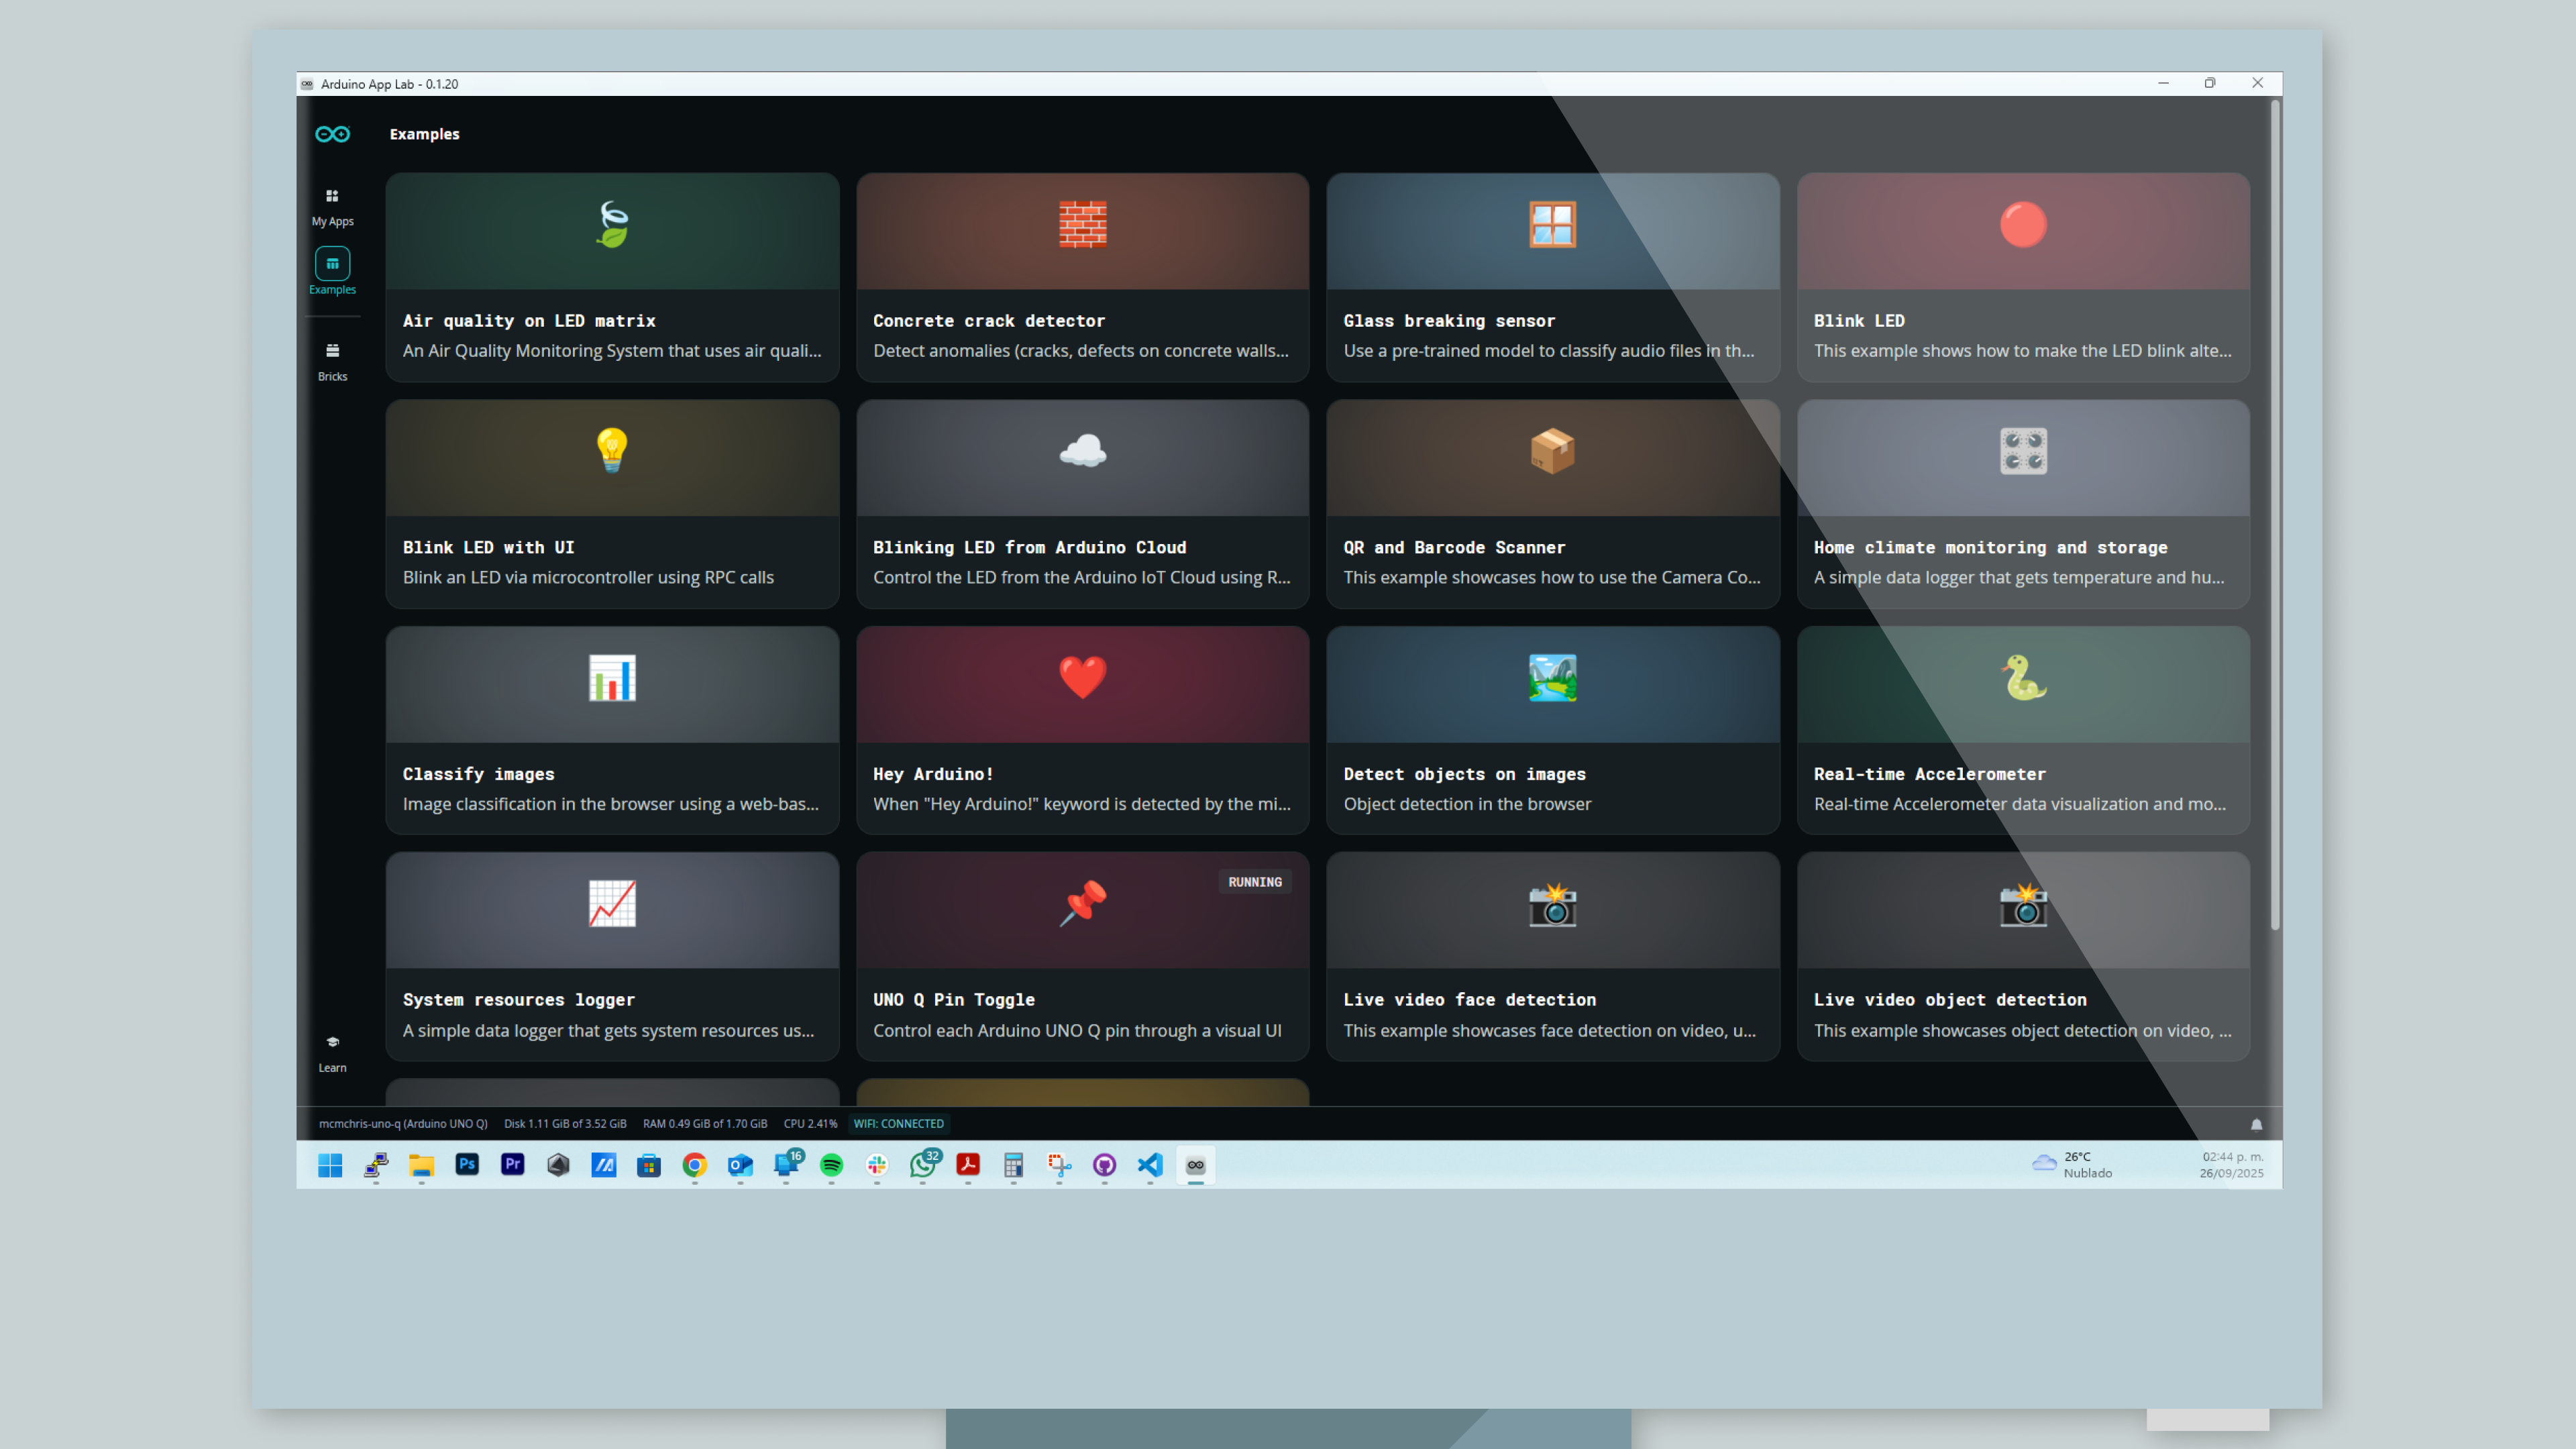 Arduino App Lab - 0.1.20
Examples
My Apps
Examples
Bricks
Learn
Air quality on LED matrix
An Air Quality Monitoring System that uses air quali...
Concrete crack detector
Detect anomalies (cracks, defects on concrete walls...
Glass breaking sensor
Use a pre-trained model to classify audio files in th...
Blink LED
This example shows how to make the LED blink alte...
Blink LED with UI
Blink an LED via microcontroller using RPC calls
Blinking LED from Arduino Cloud
Control the LED from the Arduino IoT Cloud using R...
QR and Barcode Scanner
This example showcases how to use the Camera Co...
Home climate monitoring and storage
A simple data logger that gets temperature and hu...
Classify images
Image classification in the browser using a web-bas...
Hey Arduino!
When "Hey Arduino!" keyword is detected by the mi...
Detect objects on images
Object detection in the browser
Real-time Accelerometer
Real-time Accelerometer data visualization and mo...
System resources logger
A simple data logger that gets system resources us...
RUNNING
UNO Q Pin Toggle
Control each Arduino UNO Q pin through a visual UI
Live video face detection
This example showcases face detection on video, u...
Live video object detection
This example showcases object detection on video, ...
mcmchris-uno-q (Arduino UNO Q) Disk 1.11 GiB of 3.52 GiB RAM 0.49 GiB of 1.70 GiB CPU 2.41% WIFI: CONNECTED
Ps
Pr
16
32
26°C
Nublado
02:44 p. m.
26/09/2025